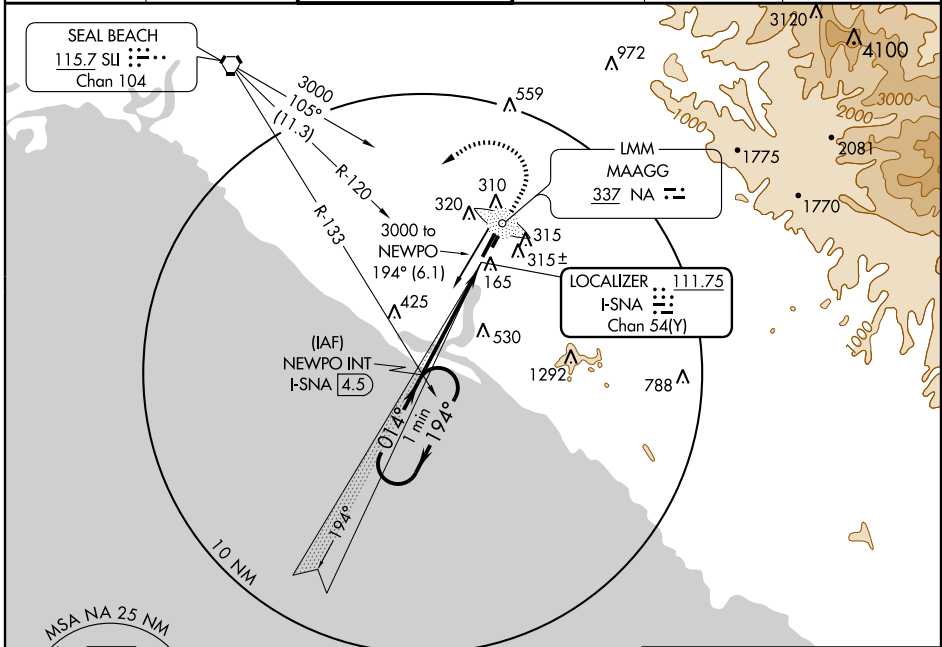 SEAL BEACH
115.7 SLI
Chan 104
3000
105°
(11.3)
R-120
R-133
972
559
3120
4100
3000
2000
1000
2081
1775
1770
LMM
MAAGG
337 NA
310
320
315
315±
3000 to
NEWPO
194° (6.1)
165
LOCALIZER 111.75
I-SNA
Chan 54(Y)
425
530
(IAF)
NEWPO INT
I-SNA 4.5
1292
788
1000
014°
1 min
194°
194°
10 NM
MSA NA 25 NM